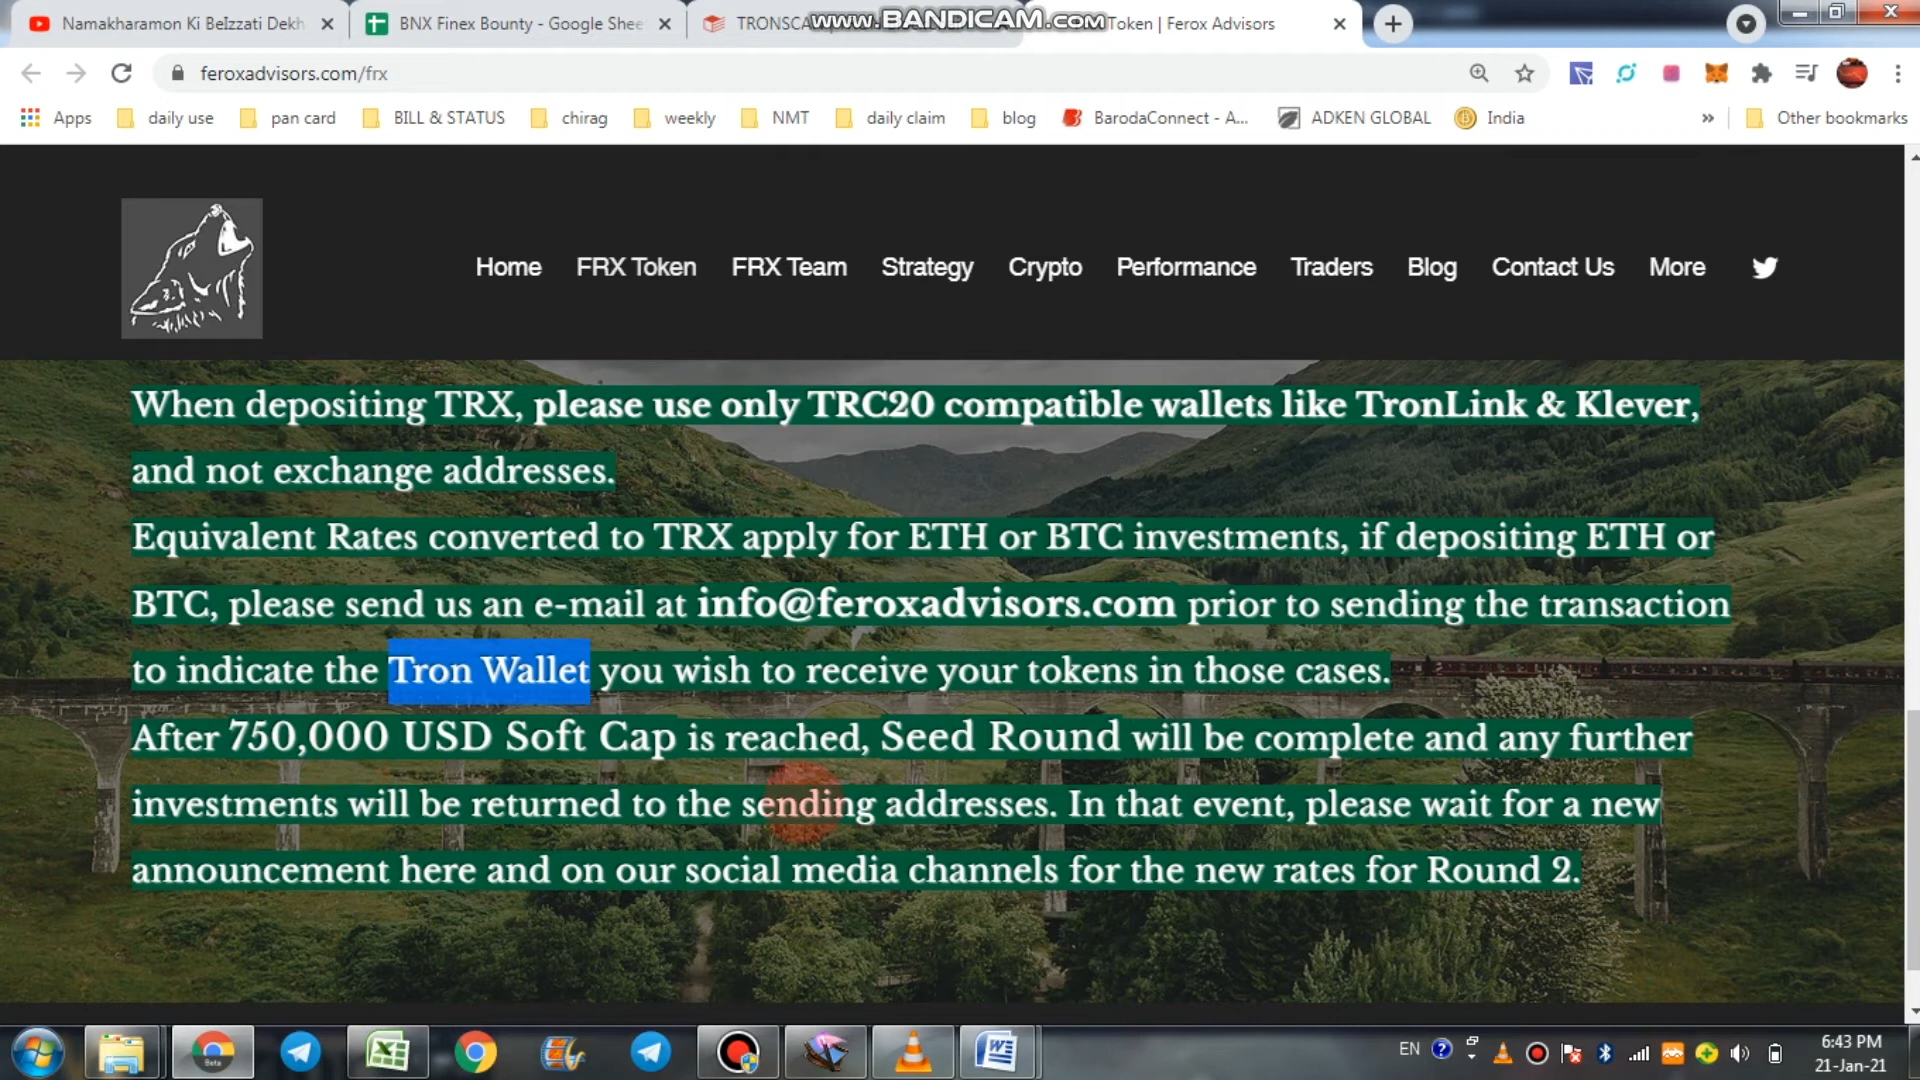 Namakharamon Ki BeIzzati Dekh
BNX Finex Bounty - Google Shee
TRONSCA
www.BANDICAM.com
Token | Ferox Advisors
feroxadvisors.com/frx
Apps
daily use
pan card
BILL & STATUS
chirag
weekly
NMT
daily claim
blog
BarodaConnect - A...
ADKEN GLOBAL
India
»
Other bookmarks
Home
FRX Token
FRX Team
Strategy
Crypto
Performance
Traders
Blog
Contact Us
More
When depositing TRX, please use only TRC20 compatible wallets like TronLink & Klever,
and not exchange addresses.
Equivalent Rates converted to TRX apply for ETH or BTC investments, if depositing ETH or
BTC, please send us an e-mail at info@feroxadvisors.com prior to sending the transaction
to indicate the Tron Wallet you wish to receive your tokens in those cases.
After 750,000 USD Soft Cap is reached, Seed Round will be complete and any further
investments will be returned to the sending addresses. In that event, please wait for a new
announcement here and on our social media channels for the new rates for Round 2.
Beta
EN
6:43 PM
21-Jan-21